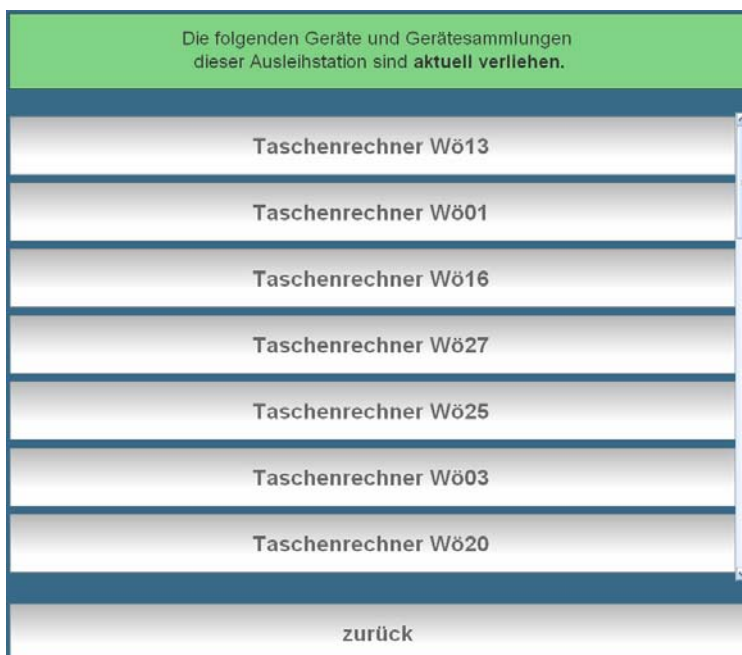 Die folgenden Geräte und Gerätesammlungen
dieser Ausleihstation sind aktuell verliehen.
Taschenrechner Wö13
Taschenrechner Wö01
Taschenrechner Wö16
Taschenrechner Wö27
Taschenrechner Wö25
Taschenrechner Wö03
Taschenrechner Wö20
zurück